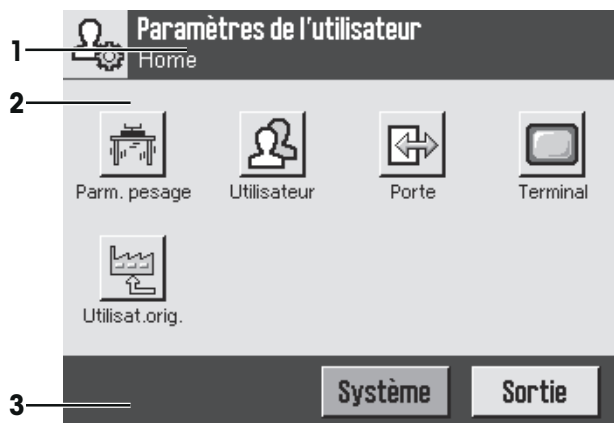 Paramètres de l'utilisateur
1
Home
2
Parm. pesage Utilisateur Porte Terminal
Utilisat.orig.
Système Sortie
3